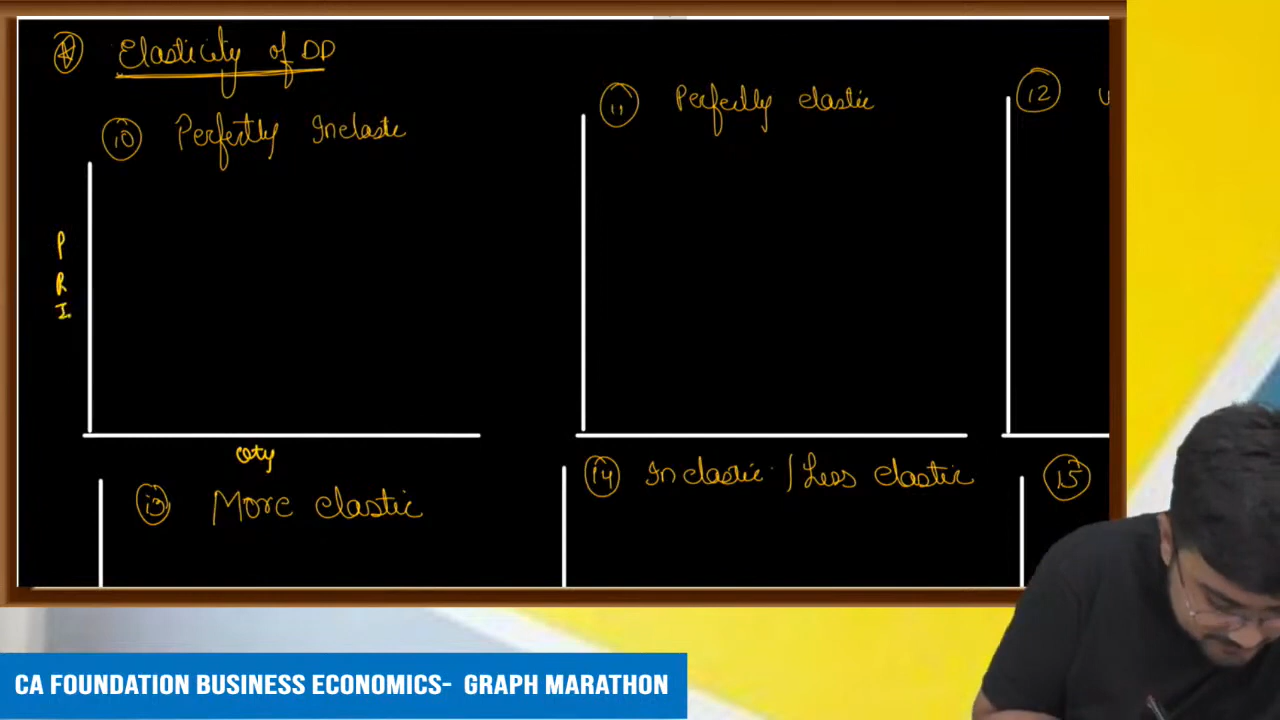 Elasticity of DD
10 Perfectly Inelastic
11 Perfectly elastic
12
P
R
I
Qty
13 More elastic
14 Inelastic / Less elastic
15
CA FOUNDATION BUSINESS ECONOMICS- GRAPH MARATHON